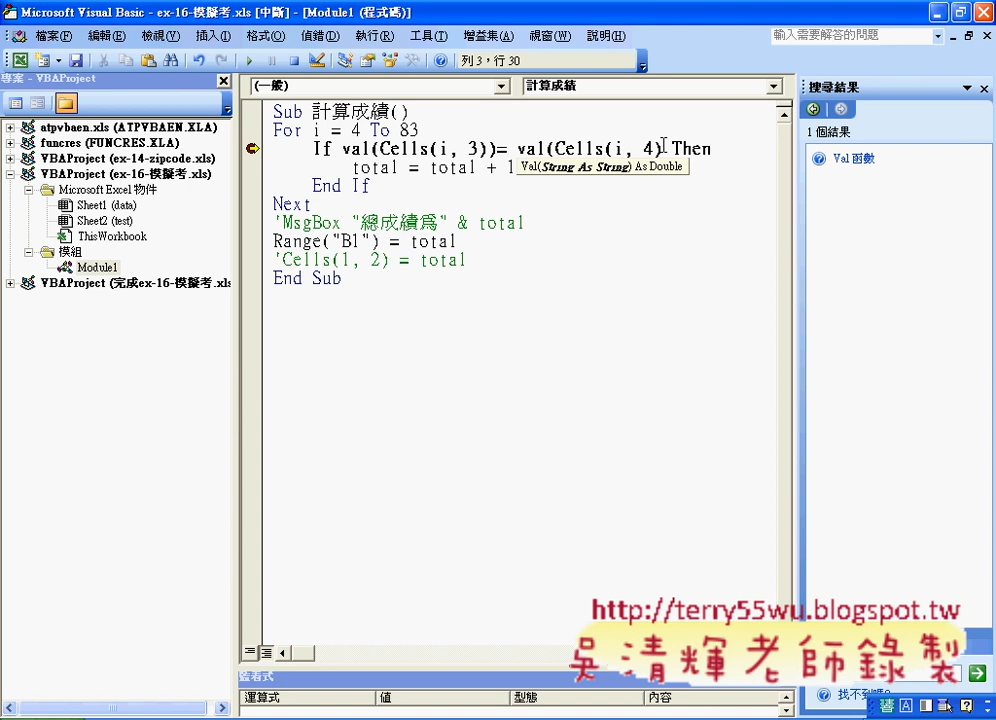 Microsoft Visual Basic - ex-16-模擬考.xls [中斷] - [Module1 (程式碼)]
檔案(F) 編輯(E) 檢視(V) 插入(I) 格式(O) 偵錯(D) 執行(R) 工具(T) 增益集(A) 視窗(W) 說明(H) 輸入需要解答的問題
列 3, 行 30
專案 - VBAProject
atpvbaen.xls (ATPVBAEN.XLA)
funcres (FUNCRES.XLA)
VBAProject (ex-14-zipcode.xls)
VBAProject (ex-16-模擬考.xls)
Microsoft Excel 物件
Sheet1 (data)
Sheet2 (test)
ThisWorkbook
模組
Module1
VBAProject (完成ex-16-模擬考.xls
(一般) 計算成績
Sub 計算成績()
For i = 4 To 83
If val(Cells(i, 3))= val(Cells(i, 4) Then
total = total + 1
Val(String As String) As Double
End If
Next
'MsgBox "總成績為" & total
Range("B1") = total
'Cells(1, 2) = total
End Sub
監看式
運算式 值 型態 內容
搜尋結果
1 個結果
Val 函數
http://terry55wu.blogspot.tw
吳清輝老師錄製